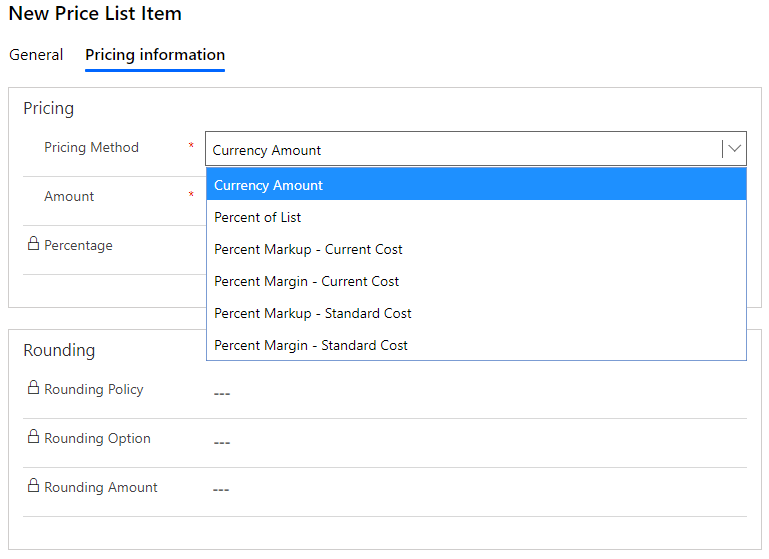 New Price List Item
General Pricing information
Pricing
Pricing Method * Currency Amount
Currency Amount
Amount *
Percent of List
Percentage
Percent Markup - Current Cost
Percent Margin - Current Cost
Percent Markup - Standard Cost
Percent Margin - Standard Cost
Rounding
Rounding Policy ---
Rounding Option ---
Rounding Amount ---